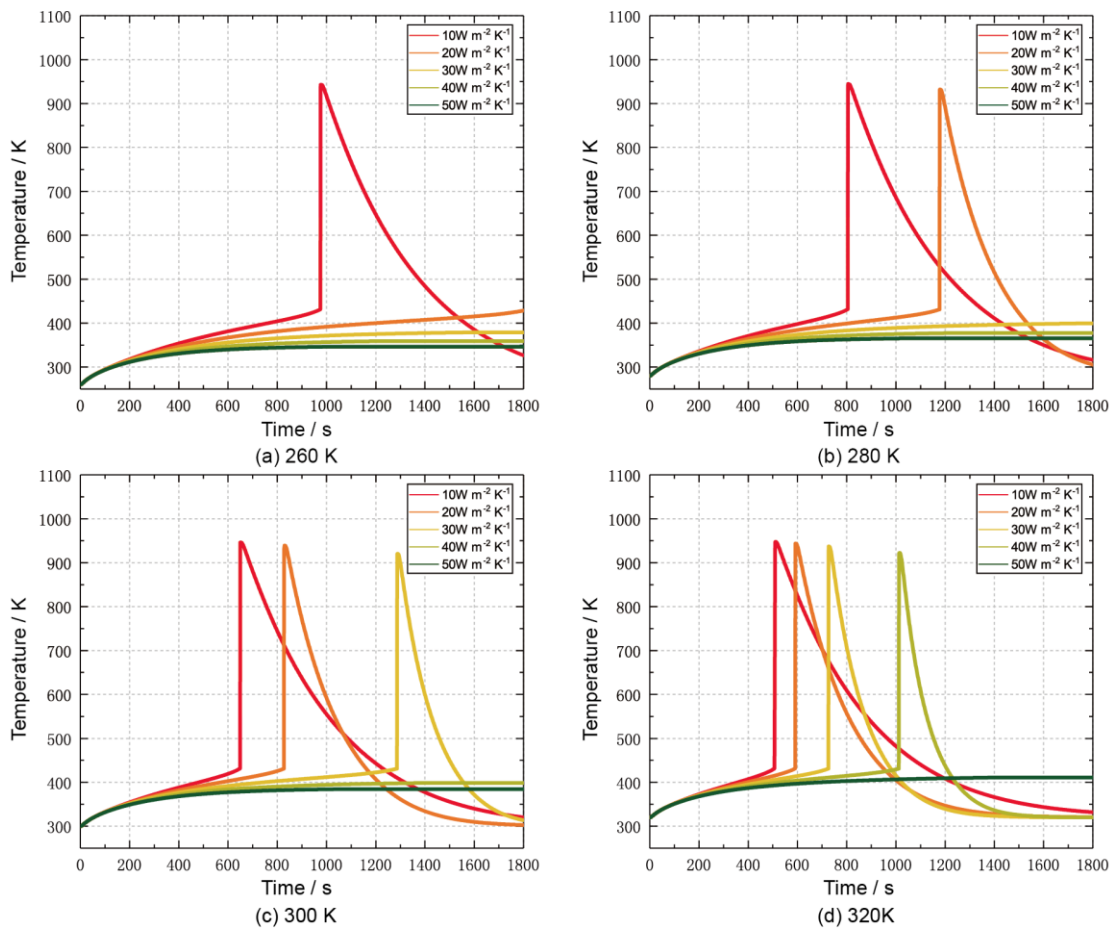 1100
1000
900
800
700
600
500
400
300
Temperature / K
10W m⁻² K⁻¹
20W m⁻² K⁻¹
30W m⁻² K⁻¹
40W m⁻² K⁻¹
50W m⁻² K⁻¹
0 200 400 600 800 1000 1200 1400 1600 1800
Time / s
(a) 260 K
1100
1000
900
800
700
600
500
400
300
Temperature / K
10W m⁻² K⁻¹
20W m⁻² K⁻¹
30W m⁻² K⁻¹
40W m⁻² K⁻¹
50W m⁻² K⁻¹
0 200 400 600 800 1000 1200 1400 1600 1800
Time / s
(b) 280 K
1100
1000
900
800
700
600
500
400
300
Temperature / K
10W m⁻² K⁻¹
20W m⁻² K⁻¹
30W m⁻² K⁻¹
40W m⁻² K⁻¹
50W m⁻² K⁻¹
0 200 400 600 800 1000 1200 1400 1600 1800
Time / s
(c) 300 K
1100
1000
900
800
700
600
500
400
300
Temperature / K
10W m⁻² K⁻¹
20W m⁻² K⁻¹
30W m⁻² K⁻¹
40W m⁻² K⁻¹
50W m⁻² K⁻¹
0 200 400 600 800 1000 1200 1400 1600 1800
Time / s
(d) 320K